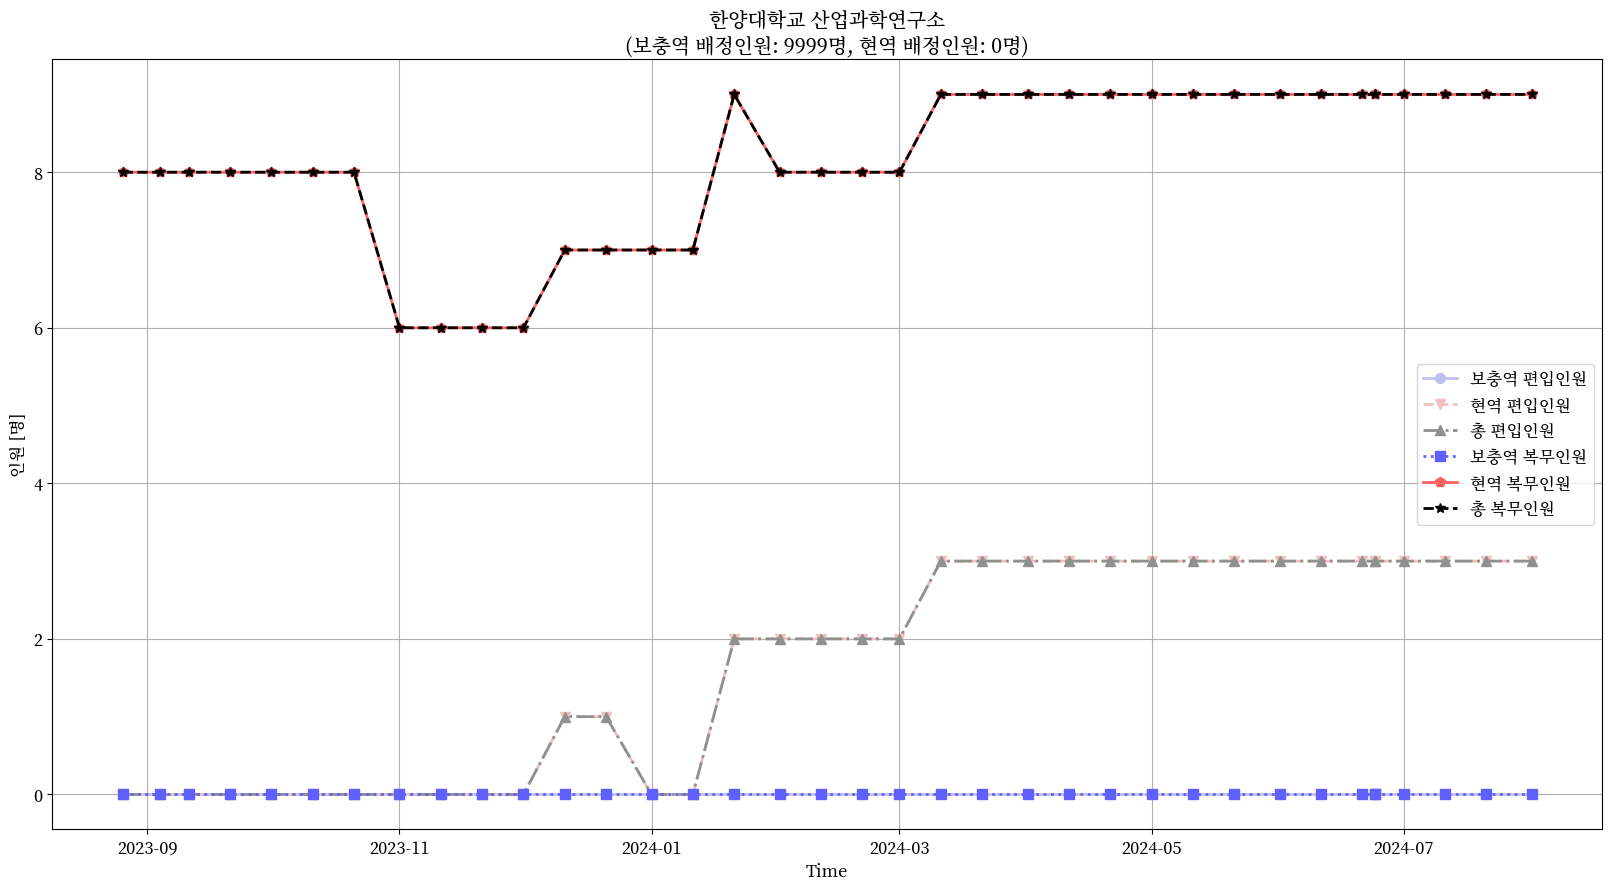 한양대학교 산업과학연구소
(보충역 배정인원: 9999명, 현역 배정인원: 0명)
인원 [명]
8
6
4
2
0
보충역 편입인원
현역 편입인원
총 편입인원
보충역 복무인원
현역 복무인원
총 복무인원
2023-09
2023-11
2024-01
2024-03
2024-05
2024-07
Time